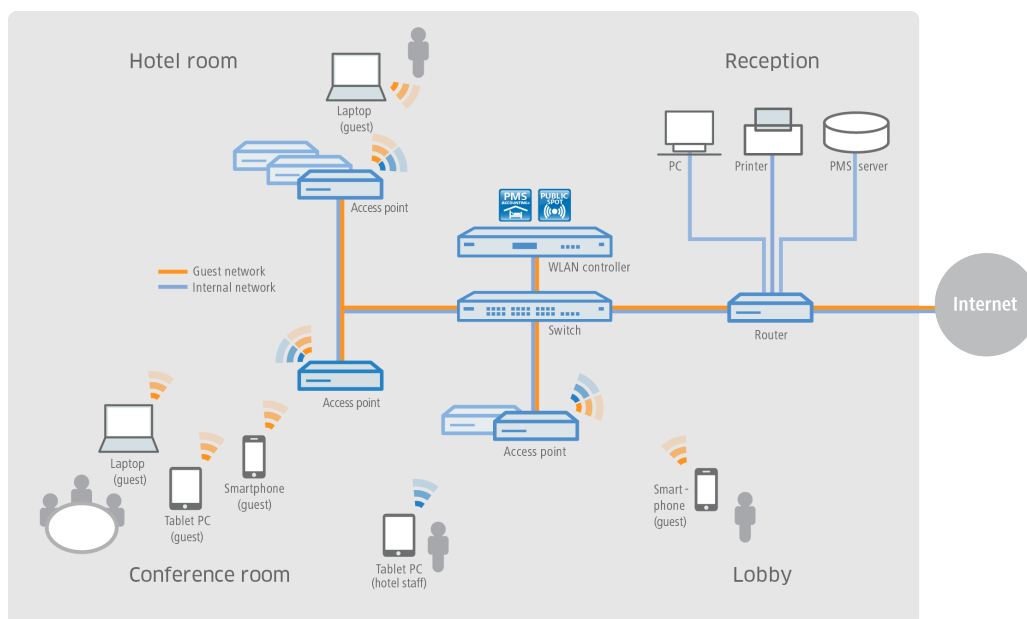 Hotel room
Reception
Laptop
(guest)
PC
Printer
PMS server
Access point
PMS
ACCOUNTING+
PUBLIC
SPOT
WLAN controller
Guest network
Internal network
Internet
Switch
Router
Access point
Access point
Laptop
(guest)
Tablet PC
(guest)
Smartphone
(guest)
Smart -
phone
(guest)
Tablet PC
(hotel staff)
Conference room
Lobby